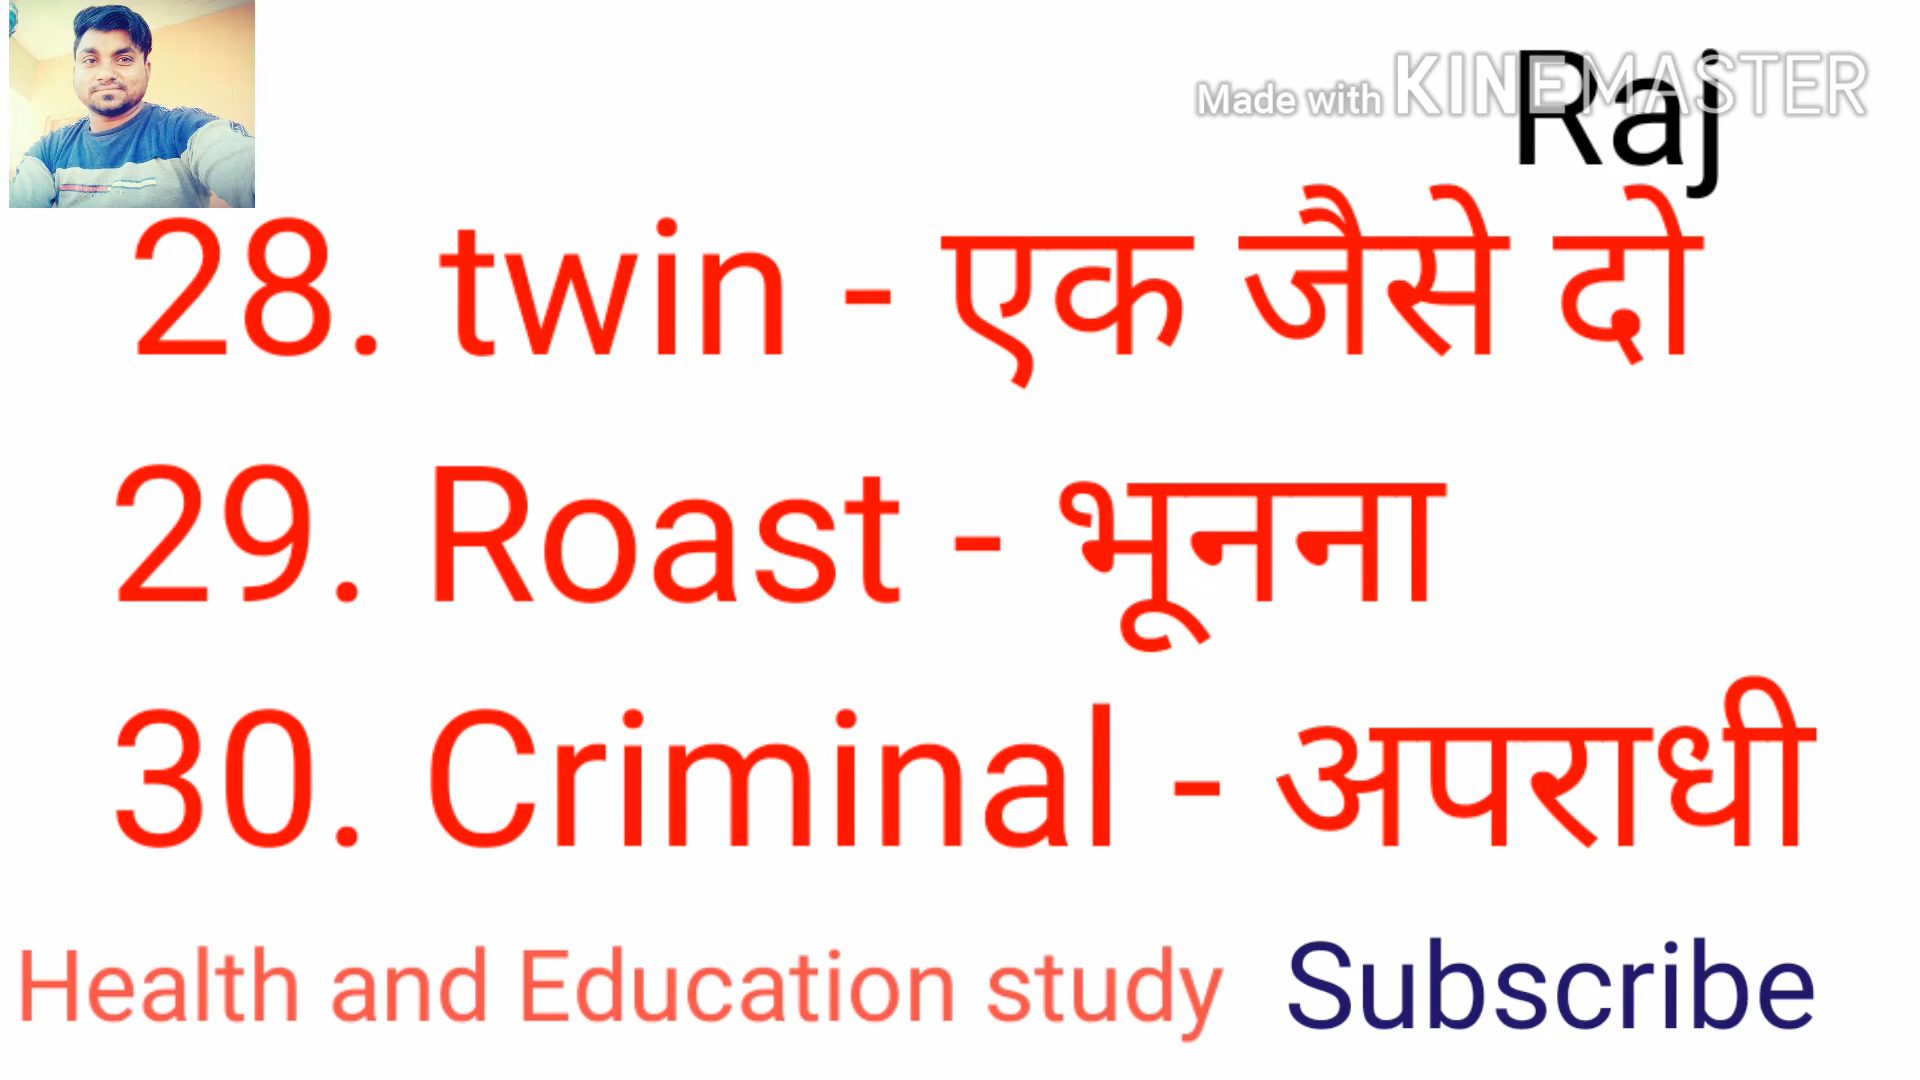 Raj
Made with KINEMASTER
28. twin - एक जैसे दो
29. Roast - भूनना
30. Criminal - अपराधी
Health and Education study Subscribe